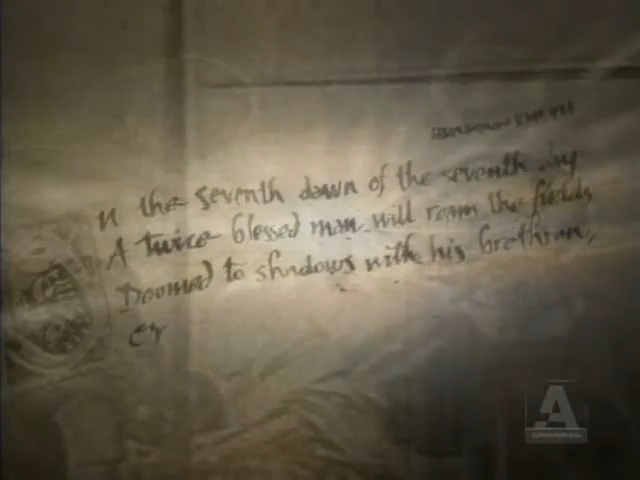 n the seventh dawn of the seventh day
A twice blessed man will roam the fields
Doomed to shadows with his brethren,
Cr
A